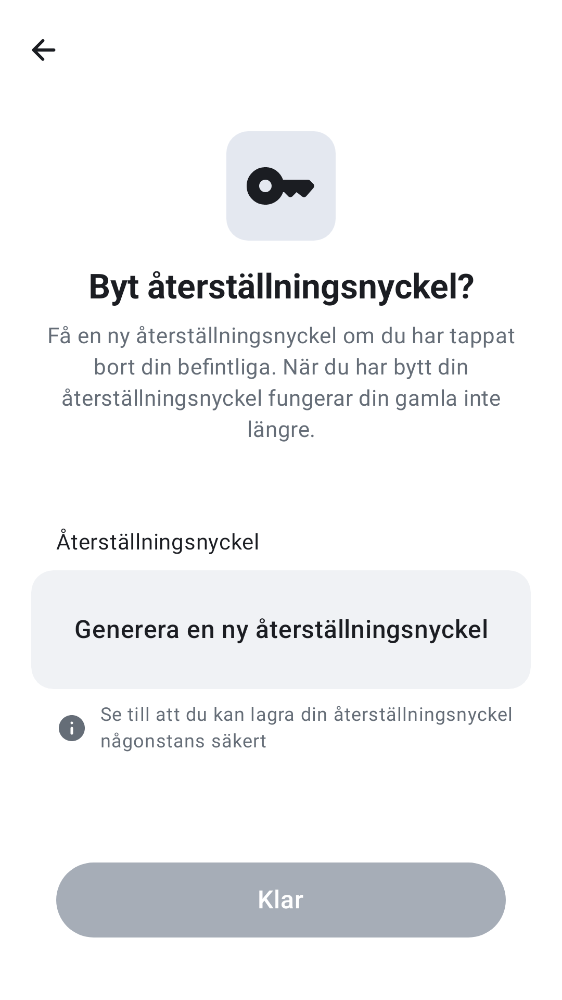 Byt återställningsnyckel?
Få en ny återställningsnyckel om du har tappat
bort din befintliga. När du har bytt din
återställningsnyckel fungerar din gamla inte
längre.
Återställningsnyckel
Generera en ny återställningsnyckel
Se till att du kan lagra din återställningsnyckel
någonstans säkert
Klar